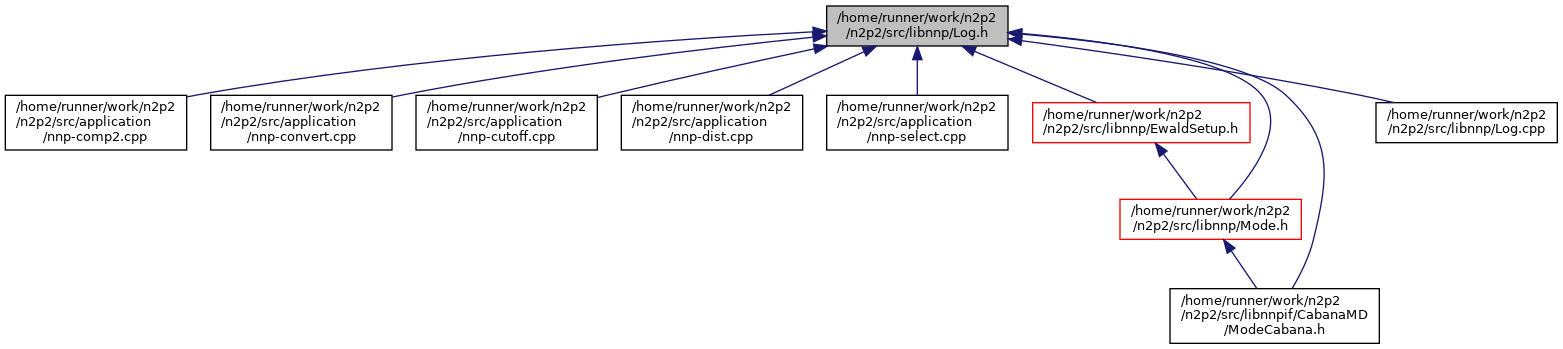 /home/runner/work/n2p2
/n2p2/src/libnnp/Log.h
/home/runner/work/n2p2
/n2p2/src/application
/nnp-comp2.cpp
/home/runner/work/n2p2
/n2p2/src/application
/nnp-convert.cpp
/home/runner/work/n2p2
/n2p2/src/application
/nnp-cutoff.cpp
/home/runner/work/n2p2
/n2p2/src/application
/nnp-dist.cpp
/home/runner/work/n2p2
/n2p2/src/application
/nnp-select.cpp
/home/runner/work/n2p2
/n2p2/src/libnnp/EwaldSetup.h
/home/runner/work/n2p2
/n2p2/src/libnnp/Log.cpp
/home/runner/work/n2p2
/n2p2/src/libnnp/Mode.h
/home/runner/work/n2p2
/n2p2/src/libnnpif/CabanaMD
/ModeCabana.h